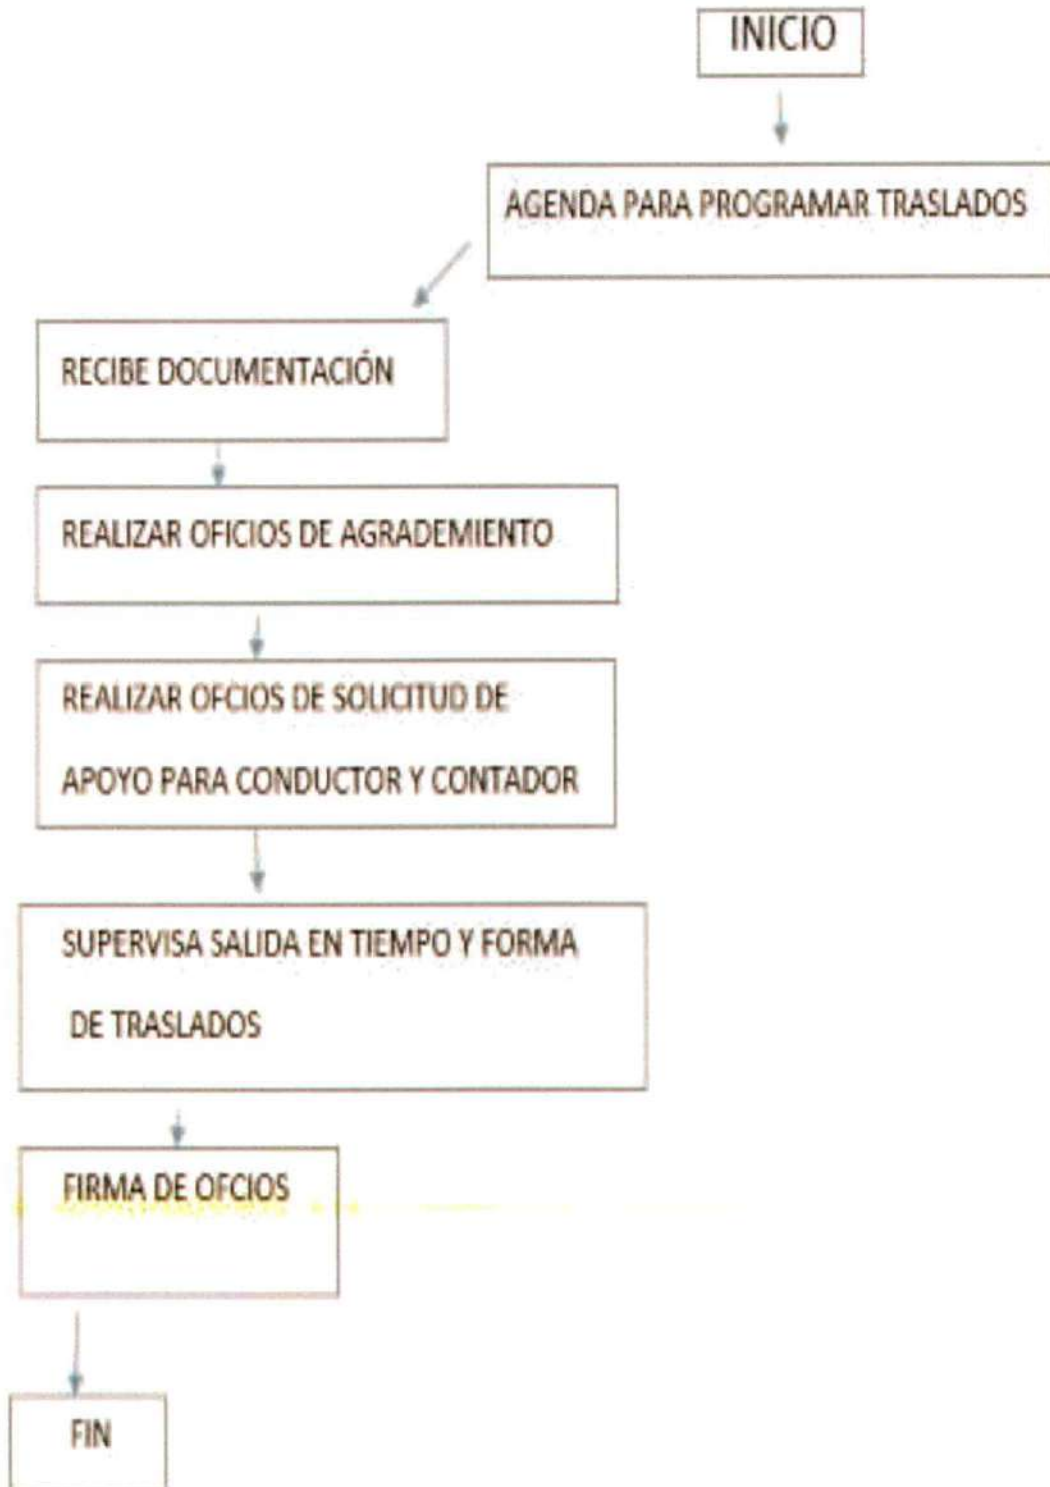 INICIO
AGENDA PARA PROGRAMAR TRASLADOS
RECIBE DOCUMENTACIÓN
REALIZAR OFICIOS DE AGRADEMIENTO
REALIZAR OFCIOS DE SOLICITUD DE
APOYO PARA CONDUCTOR Y CONTADOR
SUPERVISA SALIDA EN TIEMPO Y FORMA
DE TRASLADOS
FIRMA DE OFCIOS
FIN